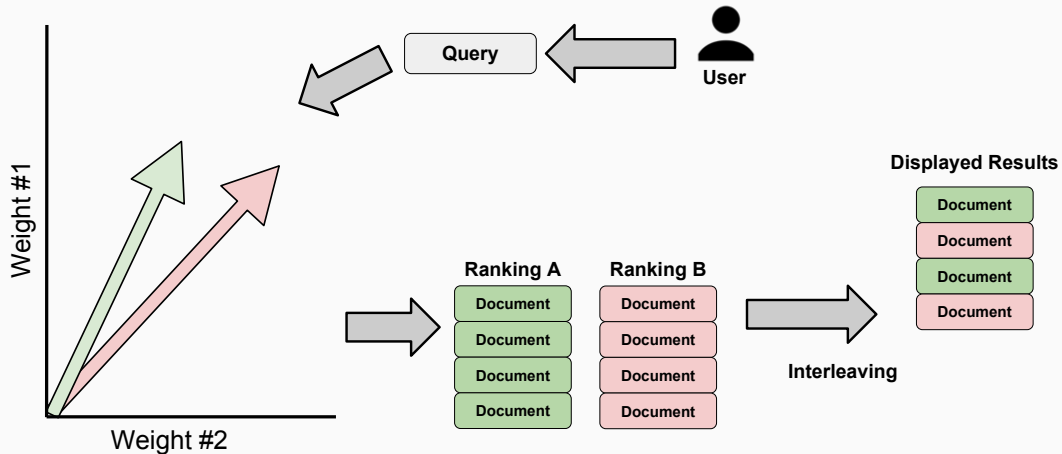 Query
User
Weight #1
Weight #2
Ranking A
Document
Document
Document
Document
Ranking B
Document
Document
Document
Document
Interleaving
Displayed Results
Document
Document
Document
Document